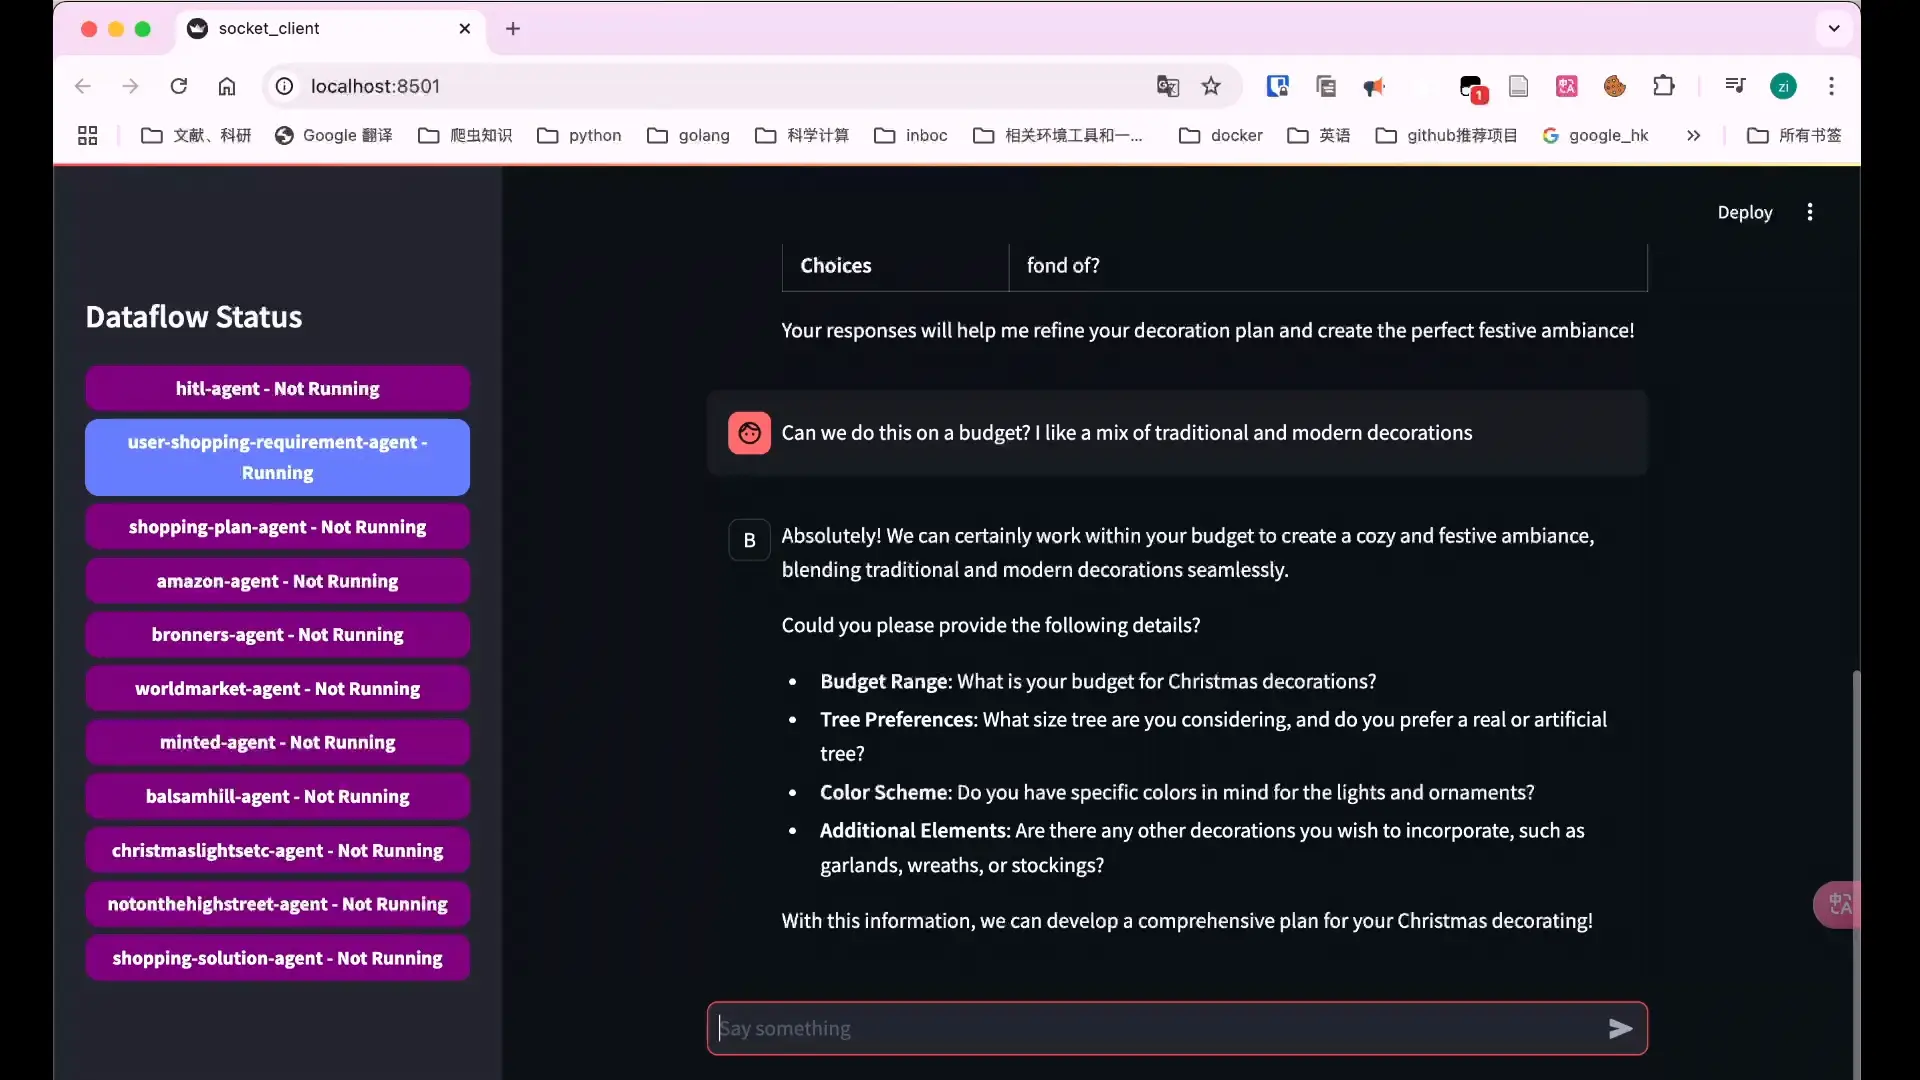 socket_client
localhost:8501
1
zi
文献、科研
Google 翻译
爬虫知识
python
golang
科学计算
inboc
相关环境工具和一...
docker
英语
github推荐项目
google_hk
所有书签
Deploy
Dataflow Status
hitl-agent - Not Running
user-shopping-requirement-agent -
Running
shopping-plan-agent - Not Running
amazon-agent - Not Running
bronners-agent - Not Running
worldmarket-agent - Not Running
minted-agent - Not Running
balsamhill-agent - Not Running
christmaslightsetc-agent - Not Running
notonthehighstreet-agent - Not Running
shopping-solution-agent - Not Running
Choices fond of?
Your responses will help me refine your decoration plan and create the perfect festive ambiance!
Can we do this on a budget? I like a mix of traditional and modern decorations
B
Absolutely! We can certainly work within your budget to create a cozy and festive ambiance,
blending traditional and modern decorations seamlessly.
Could you please provide the following details?
• Budget Range: What is your budget for Christmas decorations?
• Tree Preferences: What size tree are you considering, and do you prefer a real or artificial
tree?
• Color Scheme: Do you have specific colors in mind for the lights and ornaments?
• Additional Elements: Are there any other decorations you wish to incorporate, such as
garlands, wreaths, or stockings?
With this information, we can develop a comprehensive plan for your Christmas decorating!
Say something